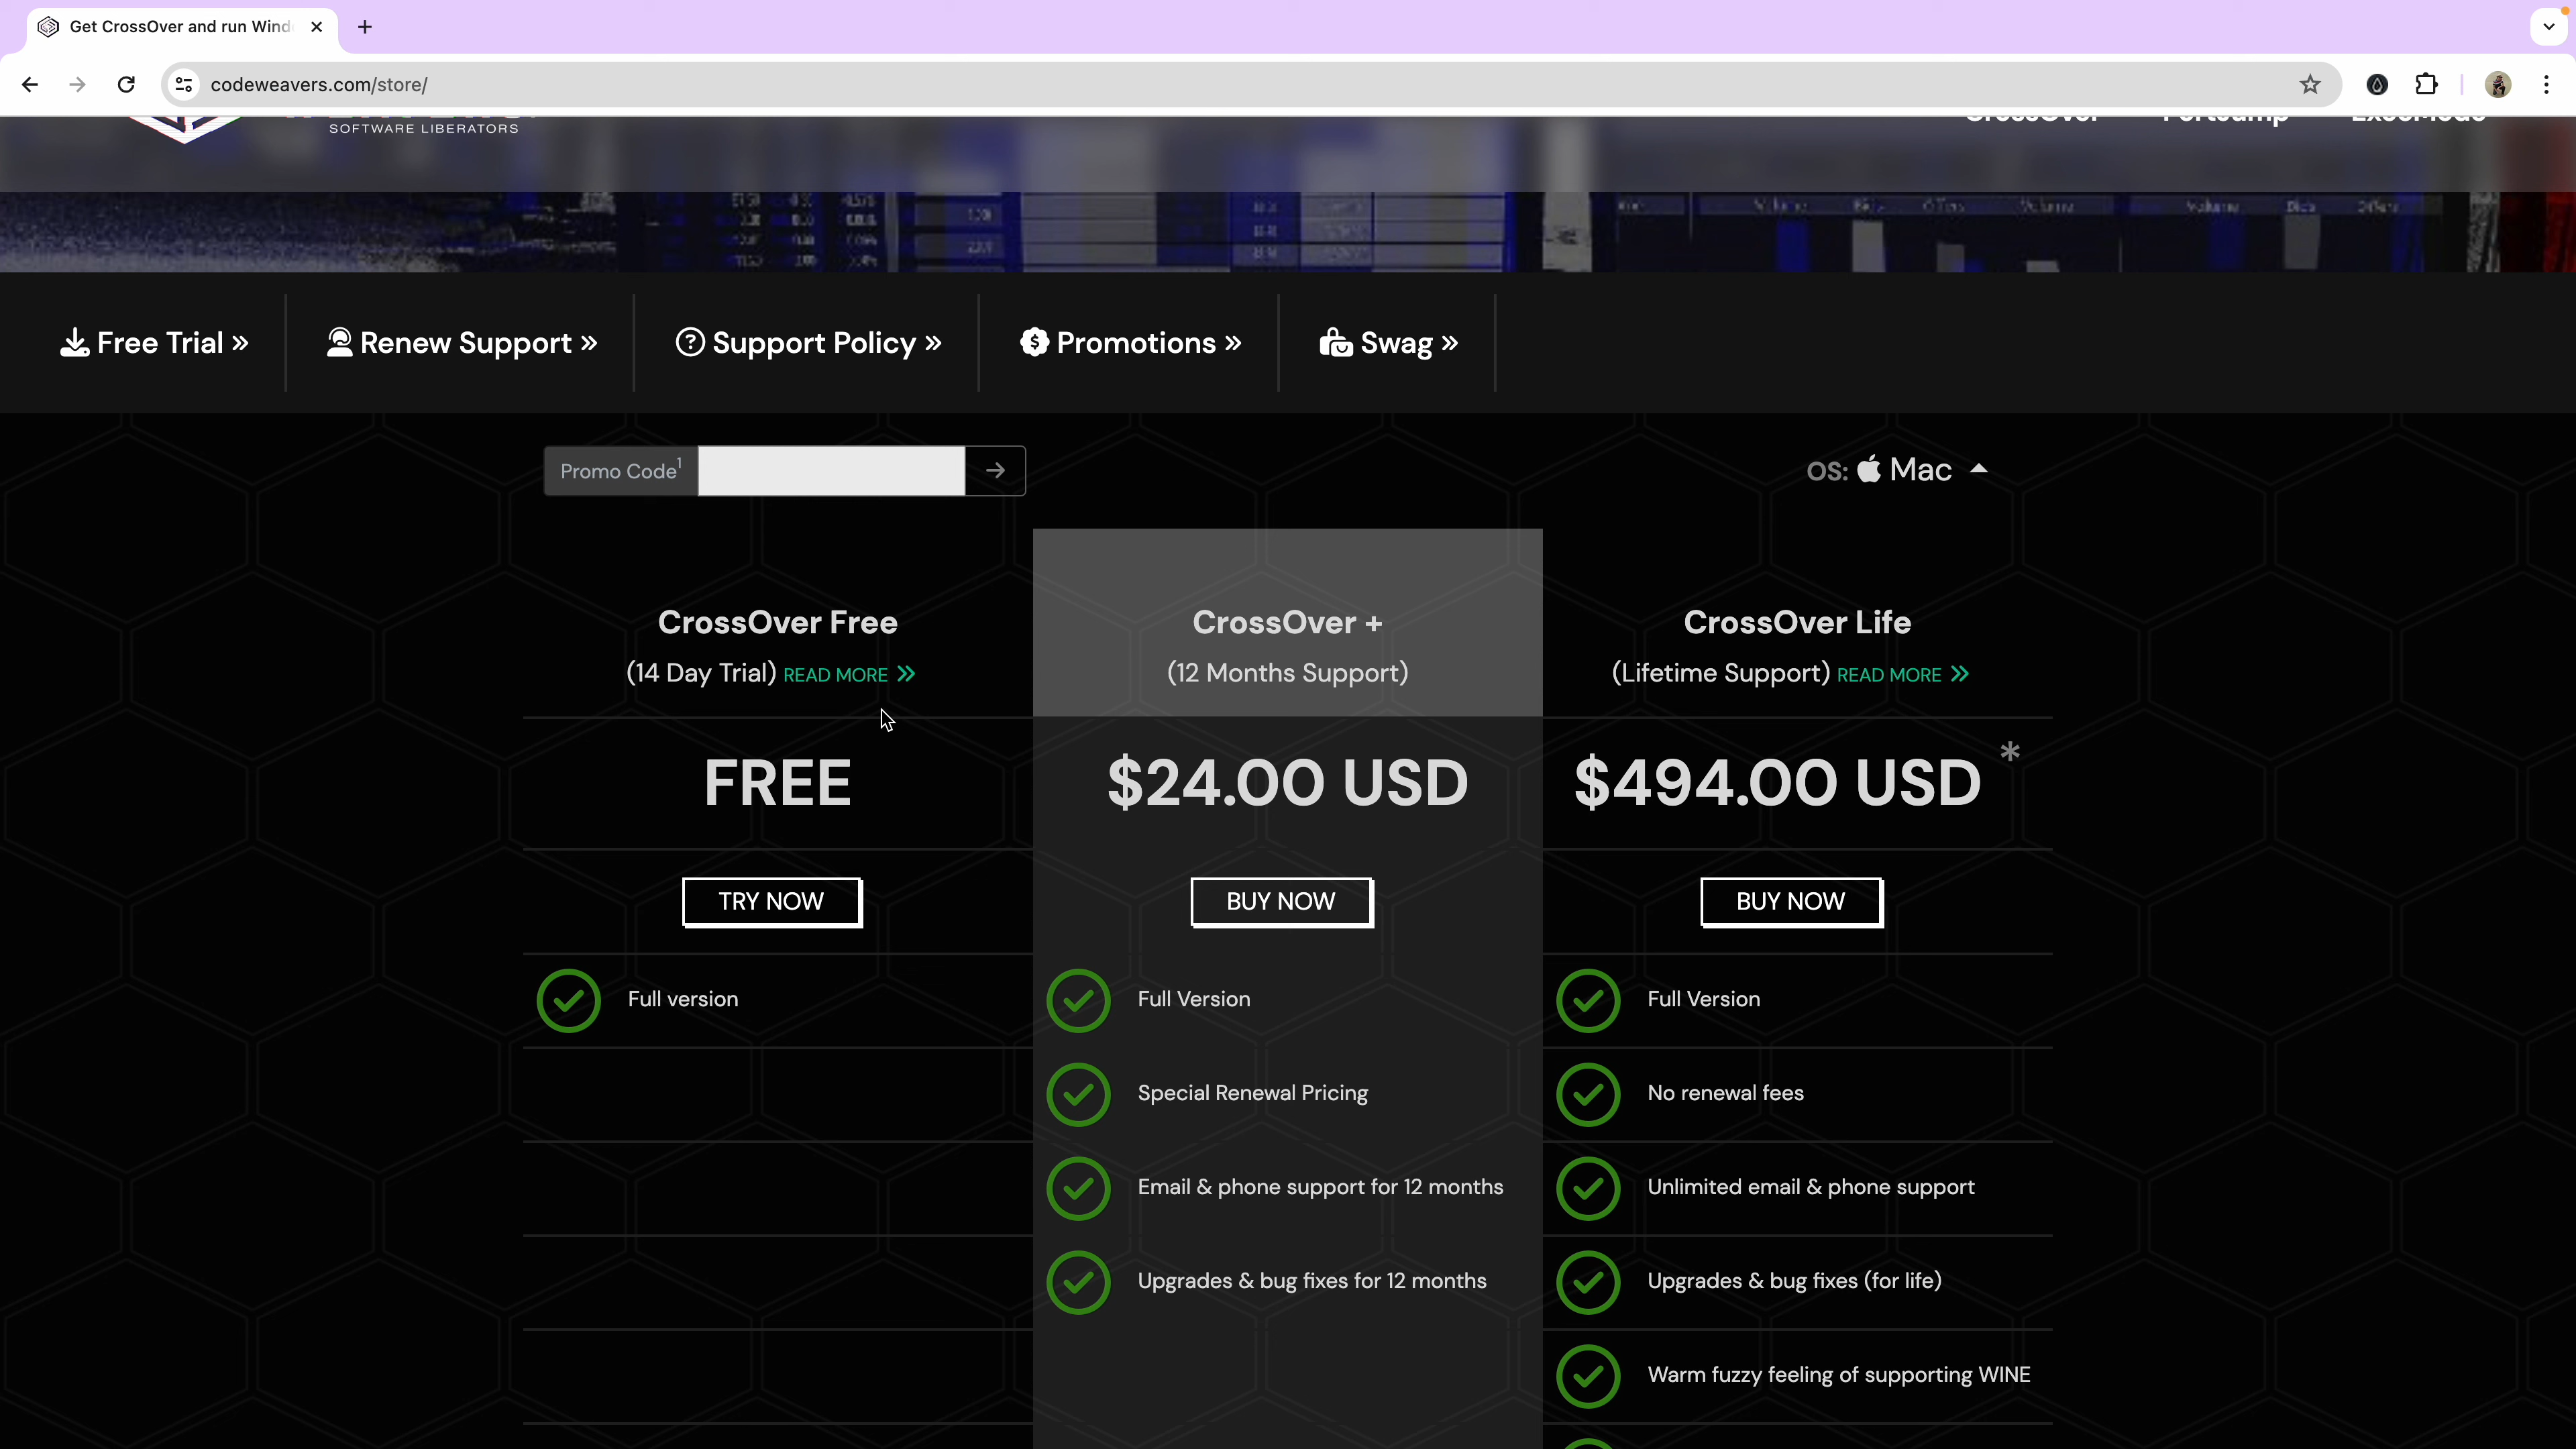 Get CrossOver and run Wind
codeweavers.com/store/
SOFTWARE LIBERATORS
CrossOver PortJump ExecMode
Free Trial » Renew Support » Support Policy » Promotions » Swag »
Promo Code1
OS: Mac
CrossOver Free
(14 Day Trial) READ MORE »
FREE
TRY NOW
Full version
CrossOver +
(12 Months Support)
$24.00 USD
BUY NOW
Full Version
Special Renewal Pricing
Email & phone support for 12 months
Upgrades & bug fixes for 12 months
CrossOver Life
(Lifetime Support) READ MORE »
$494.00 USD *
BUY NOW
Full Version
No renewal fees
Unlimited email & phone support
Upgrades & bug fixes (for life)
Warm fuzzy feeling of supporting WINE